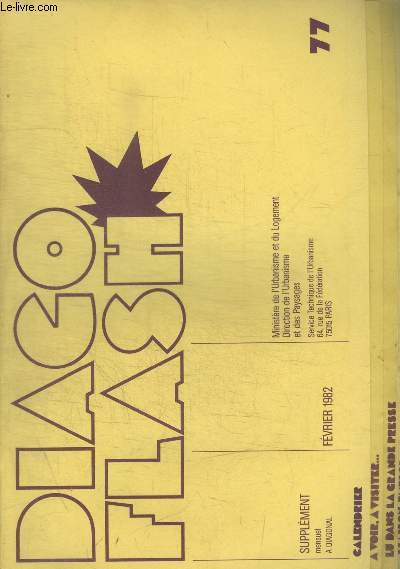 Le-livre.com
DIAGO
FLASH
77
SUPPLÉMENT
mensuel
A DIAGONAL
FÉVRIER 1982
Ministère de l'Urbanisme et du Logement
Direction de l'Urbanisme
et des Paysages
Service Technique de l'Urbanisme
64, rue de la Fédération
75015 PARIS
CALENDRIER
A VOIR, A VISITER...
LU DANS LA GRANDE PRESSE